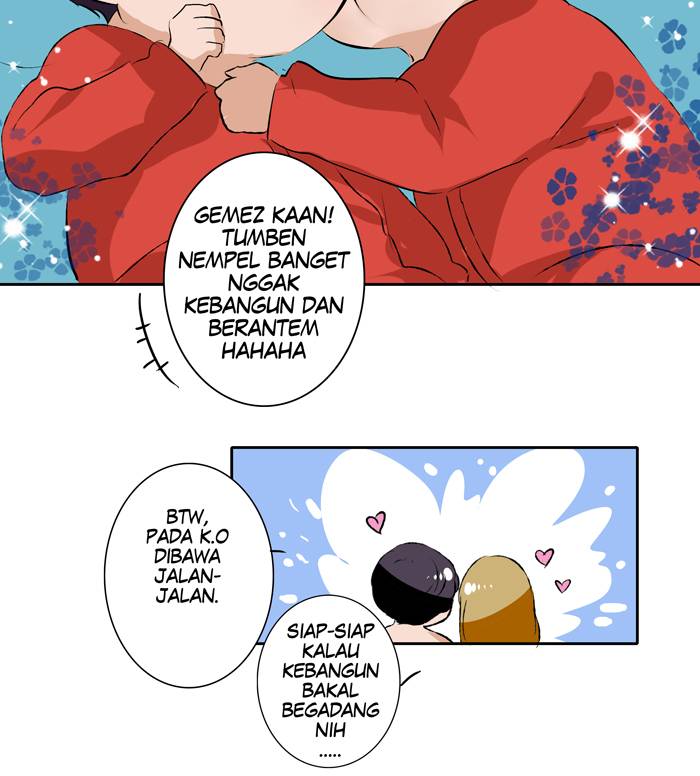 GEMEZ KAAN!
TUMBEN
NEMPEL BANGET
NGGAK
KEBANGUN DAN
BERANTEM
HAHAHA
BTW,
PADA K.O
DIBAWA
JALAN-
JALAN.
SIAP-SIAP
KALAU
KEBANGUN
BAKAL
BEGADANG
NIH
.....